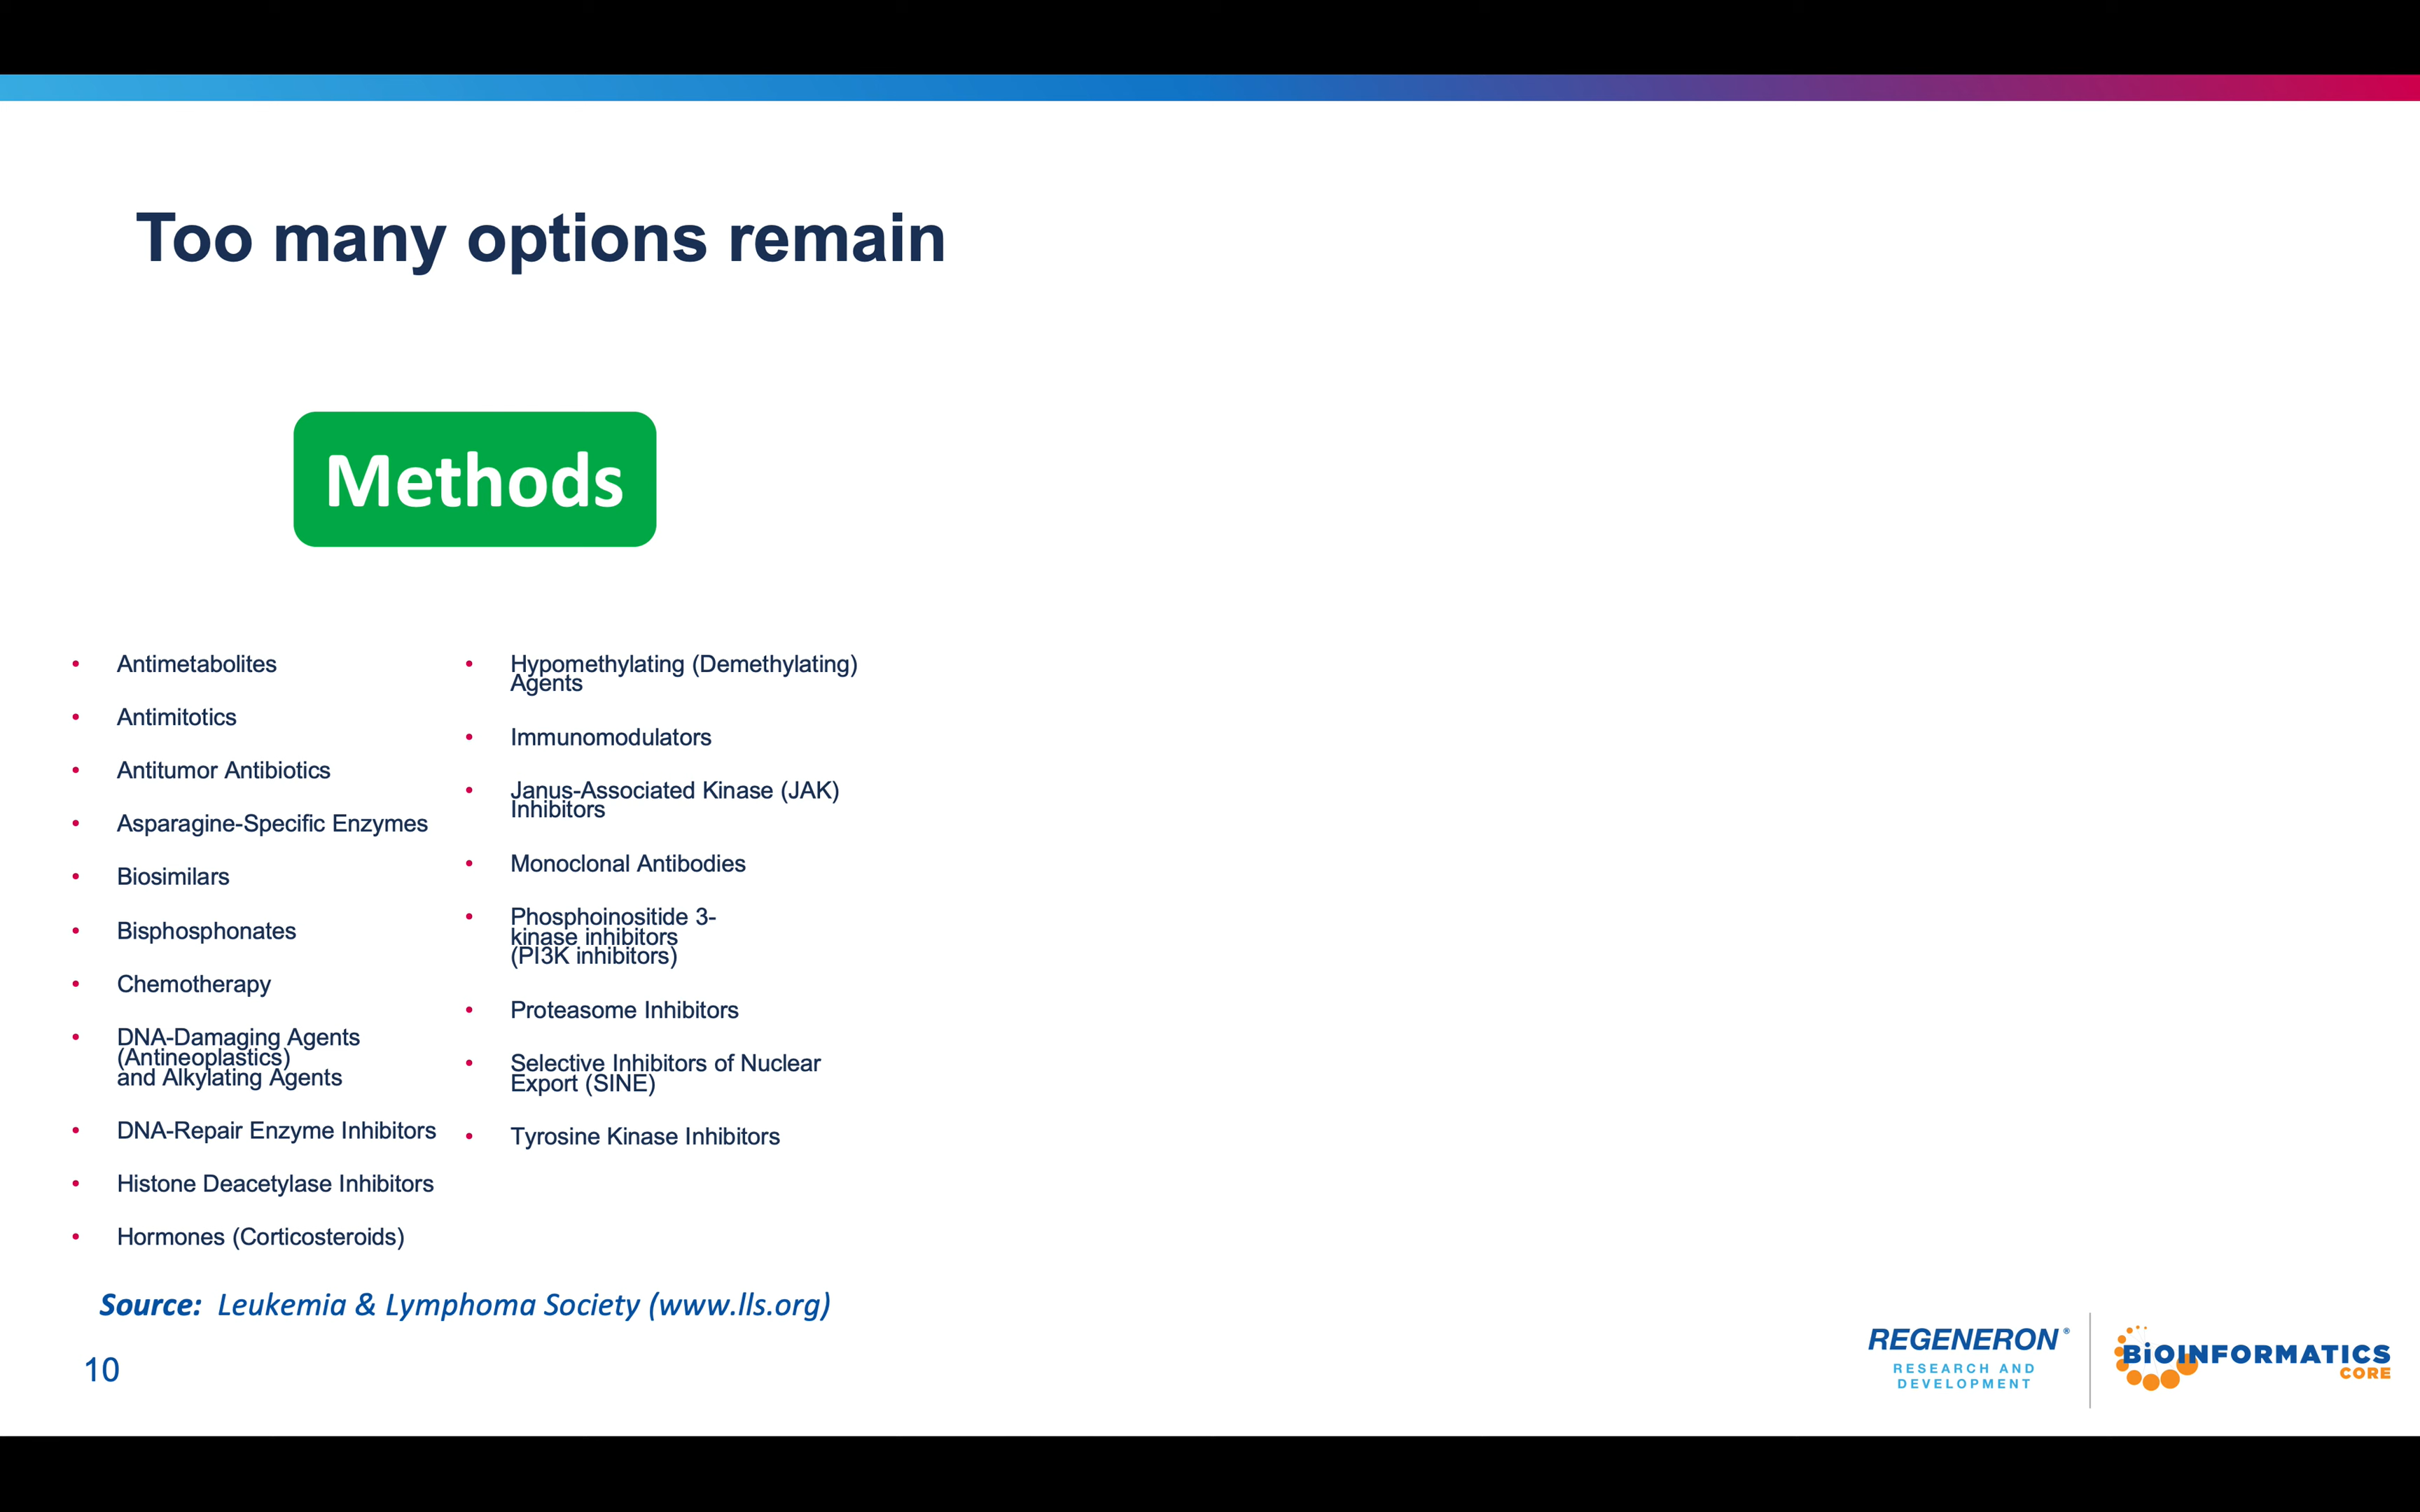 Too many options remain
Methods
• Antimetabolites
• Antimitotics
• Antitumor Antibiotics
• Asparagine-Specific Enzymes
• Biosimilars
• Bisphosphonates
• Chemotherapy
• DNA-Damaging Agents
(Antineoplastics)
and Alkylating Agents
• DNA-Repair Enzyme Inhibitors
• Histone Deacetylase Inhibitors
• Hormones (Corticosteroids)
• Hypomethylating (Demethylating)
Agents
• Immunomodulators
• Janus-Associated Kinase (JAK)
Inhibitors
• Monoclonal Antibodies
• Phosphoinositide 3-
kinase inhibitors
(PI3K inhibitors)
• Proteasome Inhibitors
• Selective Inhibitors of Nuclear
Export (SINE)
• Tyrosine Kinase Inhibitors
Source: Leukemia & Lymphoma Society (www.lls.org)
10
REGENERON®
RESEARCH AND
DEVELOPMENT
BiOINFORMATICS
CORE